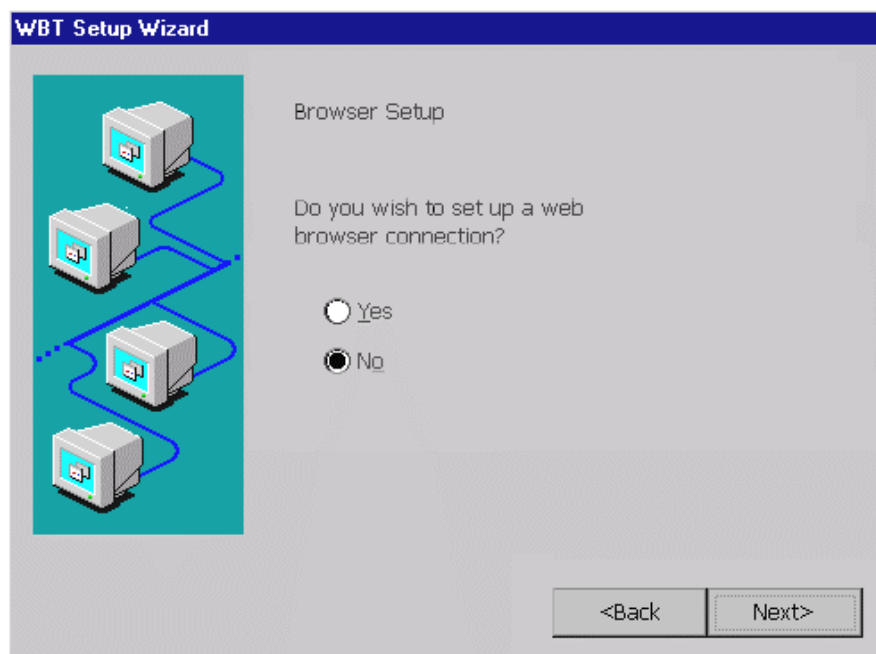 WBT Setup Wizard
Browser Setup
Do you wish to set up a web
browser connection?
Yes
No
<Back
Next>